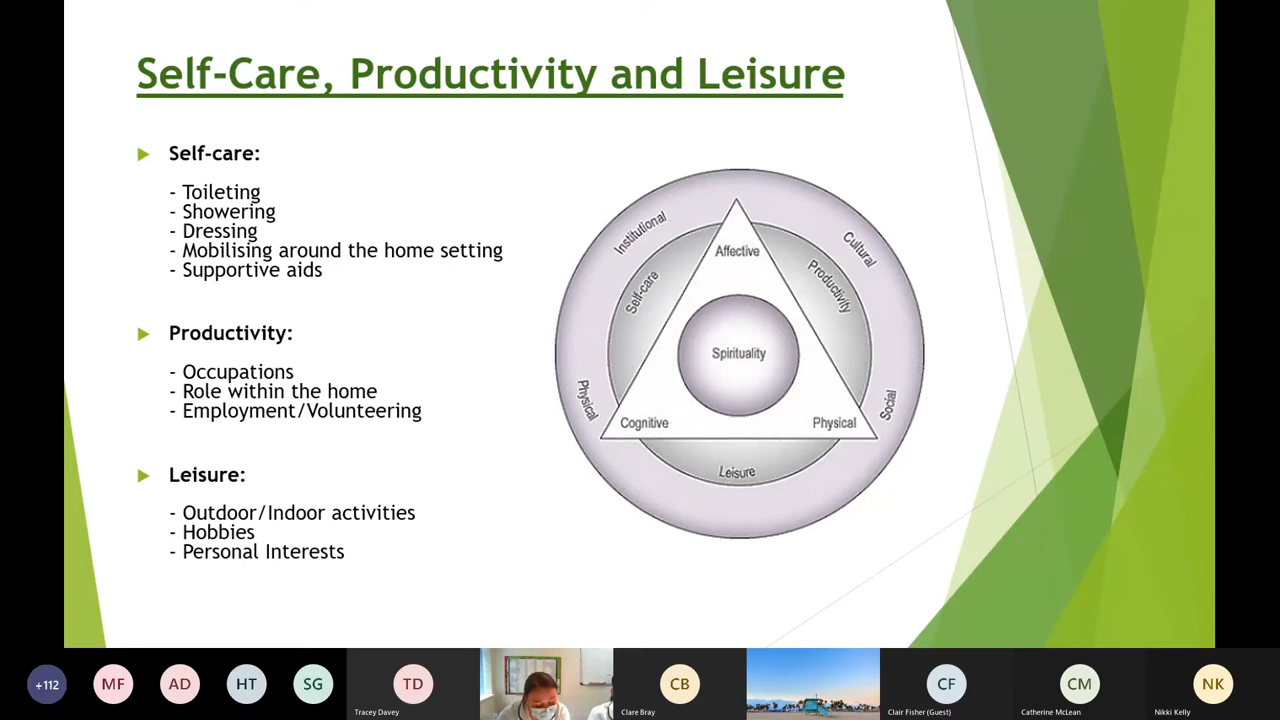 Self-Care, Productivity and Leisure
Self-care:
- Toileting
- Showering
- Dressing
- Mobilising around the home setting
- Supportive aids
Productivity:
- Occupations
- Role within the home
- Employment/Volunteering
Leisure:
- Outdoor/Indoor activities
- Hobbies
- Personal Interests
Institutional
Cultural
Affective
Self-care
Productivity
Spirituality
Physical
Social
Cognitive
Physical
Leisure
+112
MF
AD
HT
SG
TD
CB
CF
CM
NK
Tracey Davey
Clare Bray
Clair Fisher (Guest)
Catherine McLean
Nikki Kelly